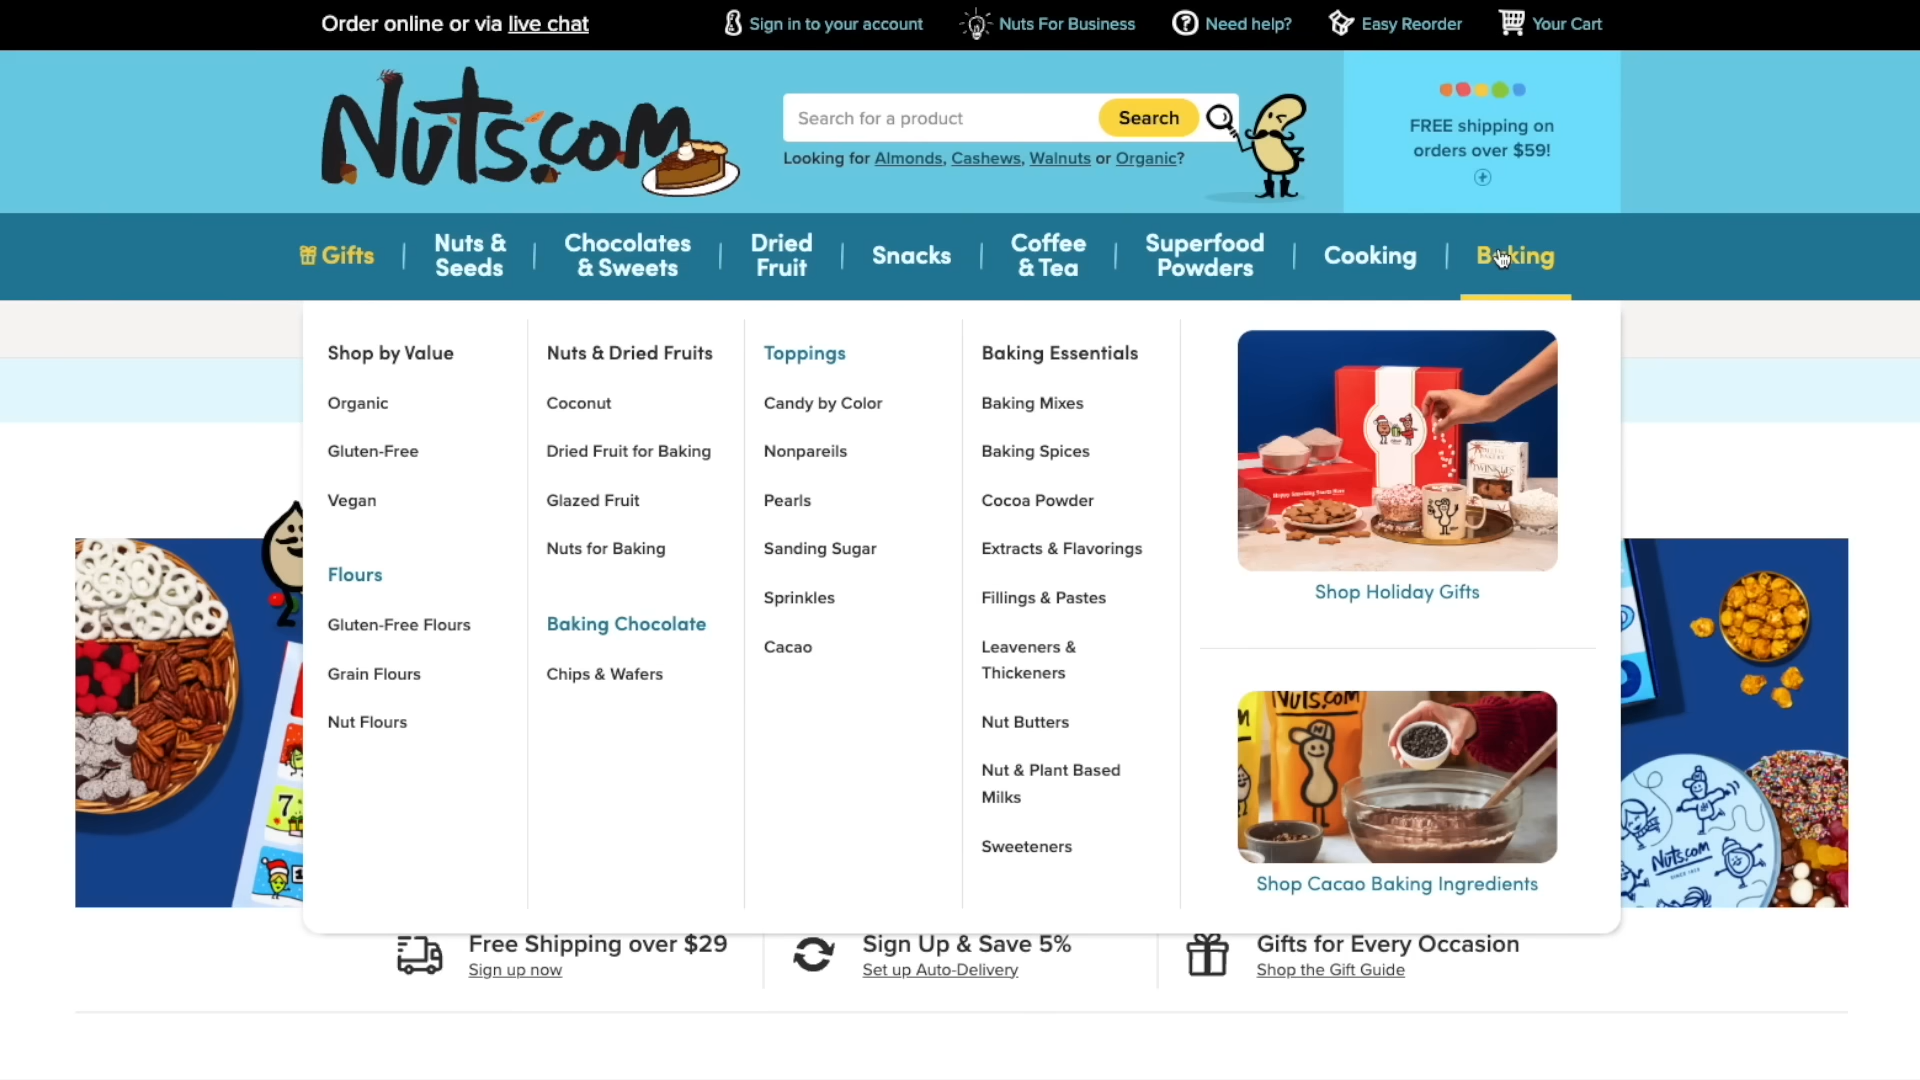 Order online or via live chat
Sign in to your account
Nuts For Business
Need help?
Easy Reorder
Your Cart
Nuts.com
Search for a product
Search
Looking for Almonds, Cashews, Walnuts or Organic?
FREE shipping on
orders over $59!
Gifts
Nuts &
Seeds
Chocolates
& Sweets
Dried
Fruit
Snacks
Coffee
& Tea
Superfood
Powders
Cooking
Baking
Shop by Value
Organic
Gluten-Free
Vegan
Flours
Gluten-Free Flours
Grain Flours
Nut Flours
Nuts & Dried Fruits
Coconut
Dried Fruit for Baking
Glazed Fruit
Nuts for Baking
Baking Chocolate
Chips & Wafers
Toppings
Candy by Color
Nonpareils
Pearls
Sanding Sugar
Sprinkles
Cacao
Baking Essentials
Baking Mixes
Baking Spices
Cocoa Powder
Extracts & Flavorings
Fillings & Pastes
Leaveners &
Thickeners
Nut Butters
Nut & Plant Based
Milks
Sweeteners
Shop Holiday Gifts
Nuts.com
Shop Cacao Baking Ingredients
7
1
Nuts.com
SINCE 1929
Free Shipping over $29
Sign up now
Sign Up & Save 5%
Set up Auto-Delivery
Gifts for Every Occasion
Shop the Gift Guide